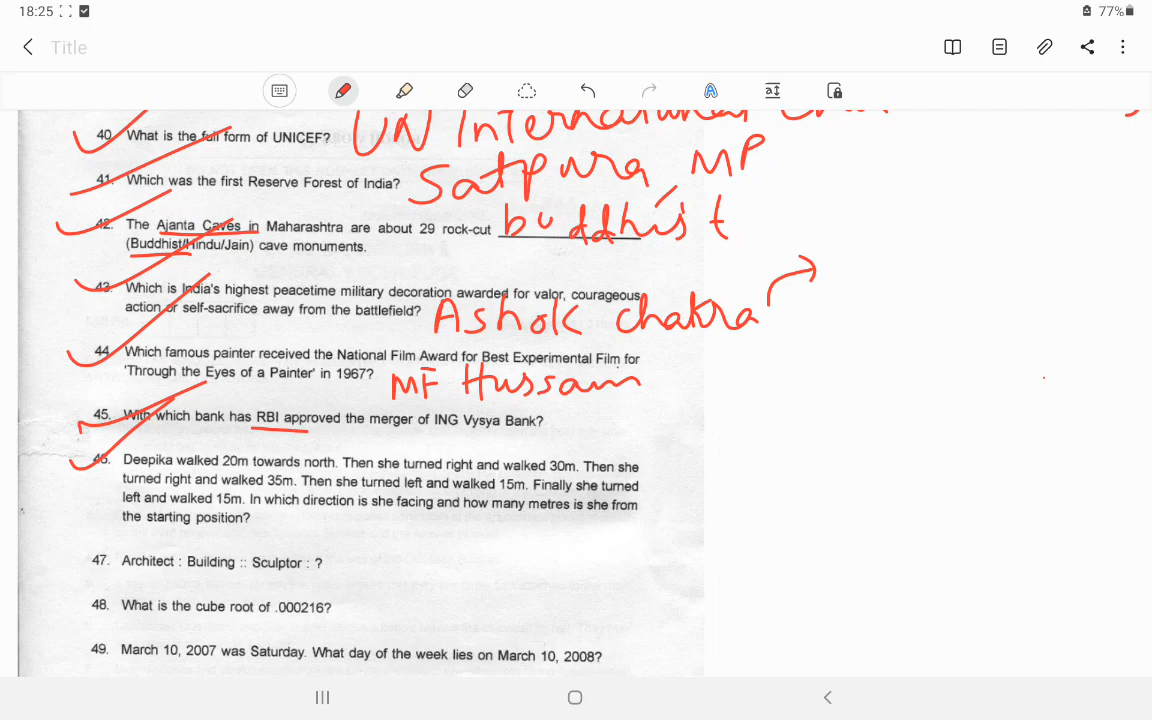 18:25
77%
Title
UN International
40. What is the full form of UNICEF?
Satpura MP
41. Which was the first Reserve Forest of India?
42. The Ajanta Caves in Maharashtra are about 29 rock-cut buddhist
(Buddhist/Hindu/Jain) cave monuments.
43. Which is India's highest peacetime military decoration awarded for valor, courageous
action or self-sacrifice away from the battlefield? Ashok chakra
44. Which famous painter received the National Film Award for Best Experimental Film for
'Through the Eyes of a Painter' in 1967? MF Hussain
45. With which bank has RBI approved the merger of ING Vysya Bank?
46. Deepika walked 20m towards north. Then she turned right and walked 30m. Then she
turned right and walked 35m. Then she turned left and walked 15m. Finally she turned
left and walked 15m. In which direction is she facing and how many metres is she from
the starting position?
47. Architect : Building :: Sculptor : ?
48. What is the cube root of .000216?
49. March 10, 2007 was Saturday. What day of the week lies on March 10, 2008?